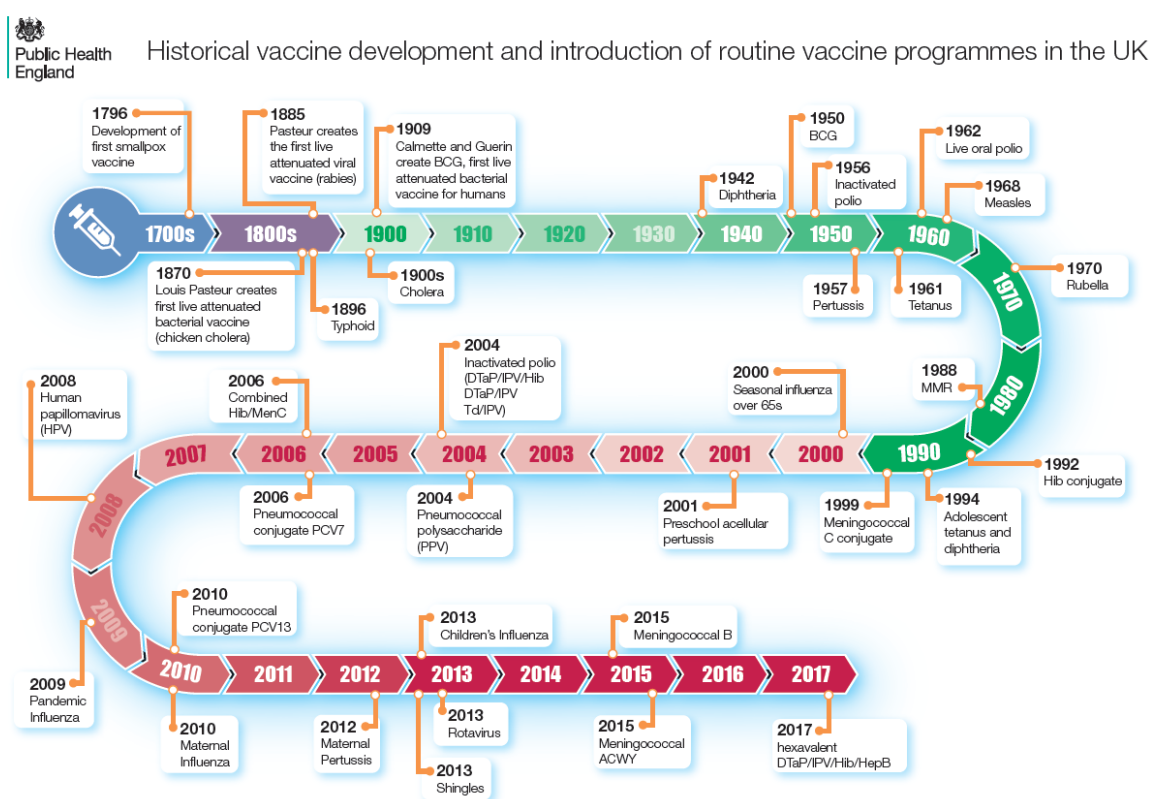 Public Health
England
Historical vaccine development and introduction of routine vaccine programmes in the UK
1796
Development of
first smallpox
vaccine
1885
Pasteur creates
the first live
attenuated viral
vaccine (rabies)
1909
Calmette and Guerin
create BCG, first live
attenuated bacterial
vaccine for humans
1942
Diphtheria
1950
BCG
1956
Inactivated
polio
1962
Live oral polio
1968
Measles
1700s
1800s
1900
1910
1920
1930
1940
1950
1960
1970
1980
1870
Louis Pasteur creates
first live attenuated
bacterial vaccine
(chicken cholera)
1896
Typhoid
1900s
Cholera
1957
Pertussis
1961
Tetanus
1970
Rubella
1988
MMR
2008
Human
papillomavirus
(HPV)
2006
Combined
Hib/MenC
2004
Inactivated polio
(DTaP/IPV/Hib
DTaP/IPV
Td/IPV)
2000
Seasonal influenza
over 65s
1990
2000
2001
2002
2003
2004
2005
2006
2007
2008
2009
1992
Hib conjugate
1994
Adolescent
tetanus and
diphtheria
1999
Meningococcal
C conjugate
2001
Preschool acellular
pertussis
2004
Pneumococcal
polysaccharide
(PPV)
2006
Pneumococcal
conjugate PCV7
2009
Pandemic
Influenza
2010
Pneumococcal
conjugate PCV13
2013
Children's Influenza
2015
Meningococcal B
2010
2011
2012
2013
2014
2015
2016
2017
2010
Maternal
Influenza
2012
Maternal
Pertussis
2013
Rotavirus
2013
Shingles
2015
Meningococcal
ACWY
2017
hexavalent
DTaP/IPV/Hib/HepB